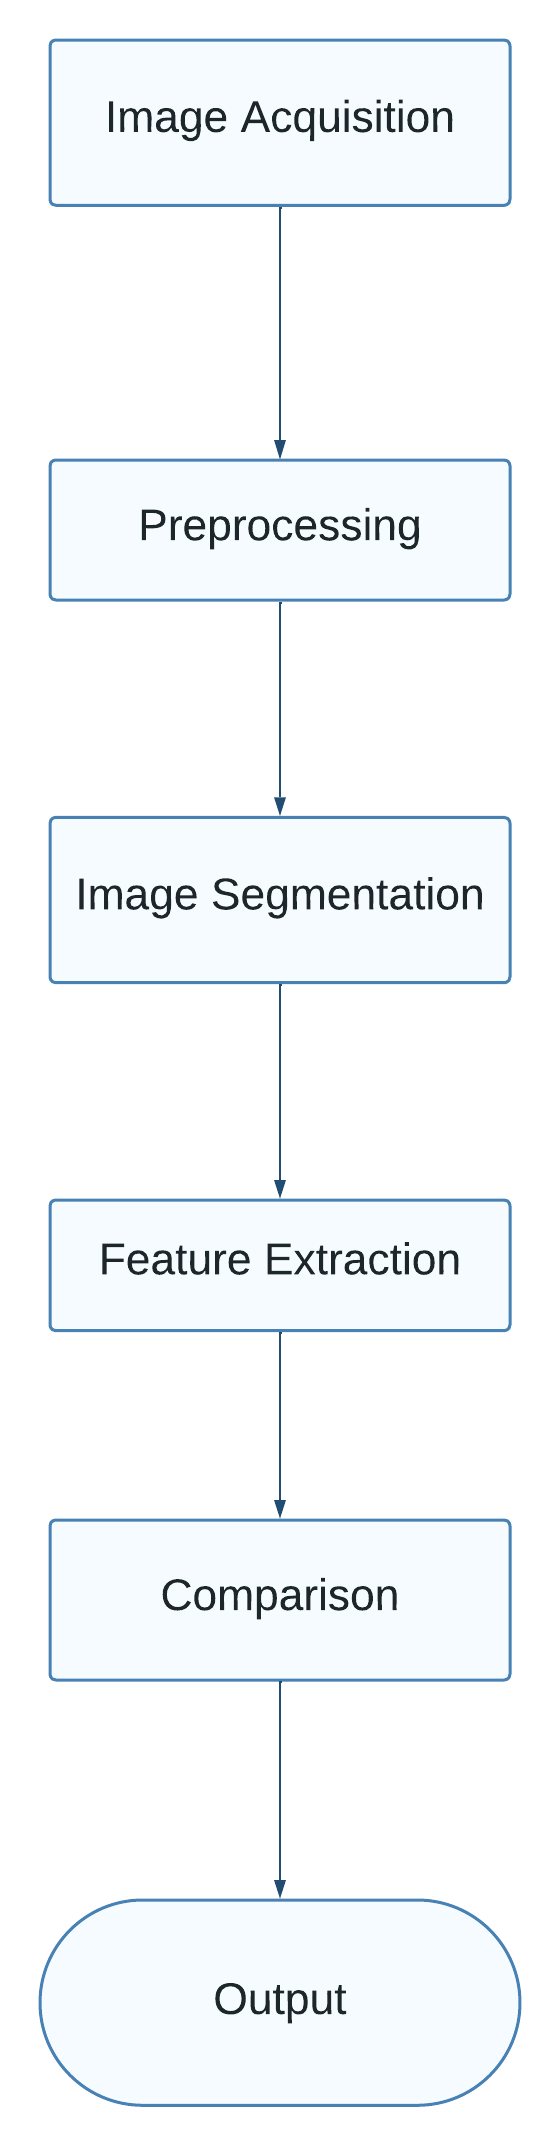 Image Acquisition
Preprocessing
Image Segmentation
Feature Extraction
Comparison
Output